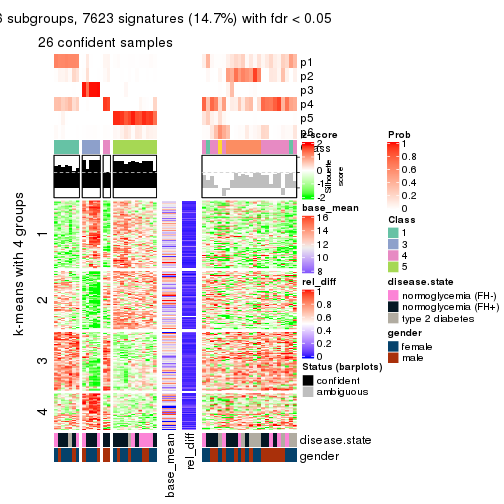 6 subgroups, 7623 signatures (14.7%) with fdr < 0.05
26 confident samples
p1
p2
p3
p4
p5
p6
Class
Silhouette
score
k-means with 4 groups
1
2
3
4
base_mean
rel_diff
disease.state
gender
z-score
2
1
0
-1
-2
base_mean
16
14
12
10
8
rel_diff
1
0.8
0.6
0.4
0.2
0
Status (barplots)
confident
ambiguous
Prob
1
0.8
0.6
0.4
0.2
0
Class
1
3
4
5
disease.state
normoglycemia (FH-)
normoglycemia (FH+)
type 2 diabetes
gender
female
male